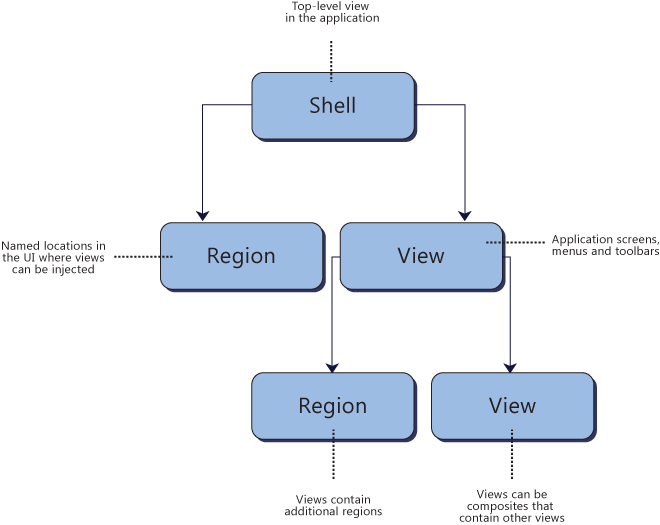 Top-level view
in the application
Shell
Named locations in
the UI where views
can be injected
Region
View
Application screens,
menus and toolbars
Region
View
Views contain
additional regions
Views can be
composites that
contain other views